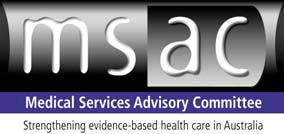 msac
Medical Services Advisory Committee
Strengthening evidence-based health care in Australia